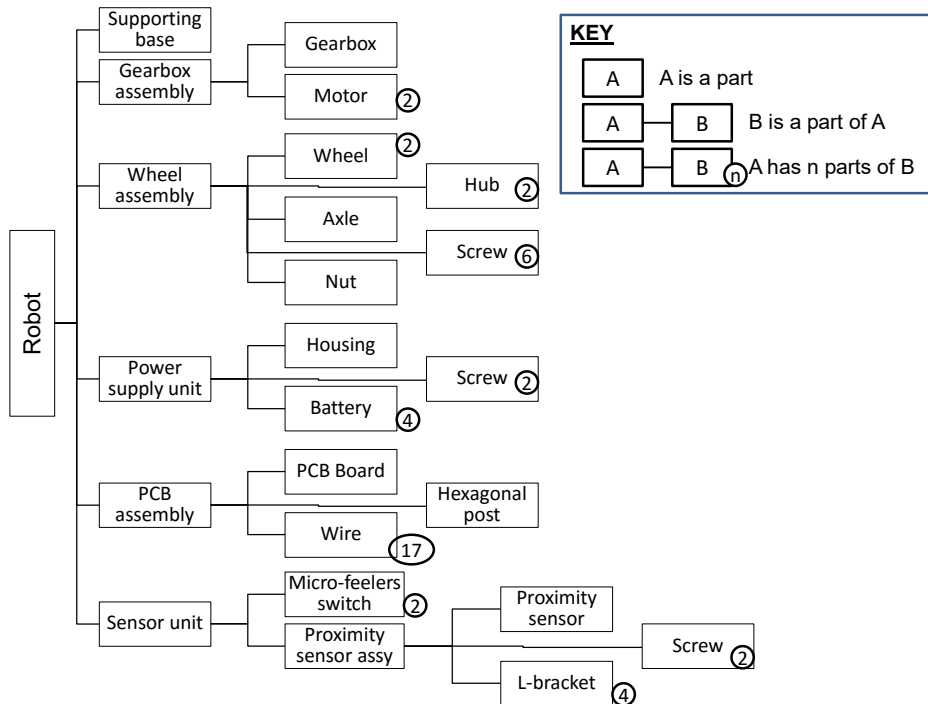 Supporting
base
Gearbox
assembly
Gearbox
Motor
2
Wheel
assembly
Wheel
2
Hub
2
Axle
Screw
6
Nut
Robot
Power
supply unit
Housing
Screw
2
Battery
4
PCB
assembly
PCB Board
Hexagonal
post
Wire
17
Sensor unit
Micro-feelers
switch
2
Proximity
sensor assy
Proximity
sensor
Screw
2
L-bracket
4
KEY
A A is a part
A B B is a part of A
A B n A has n parts of B